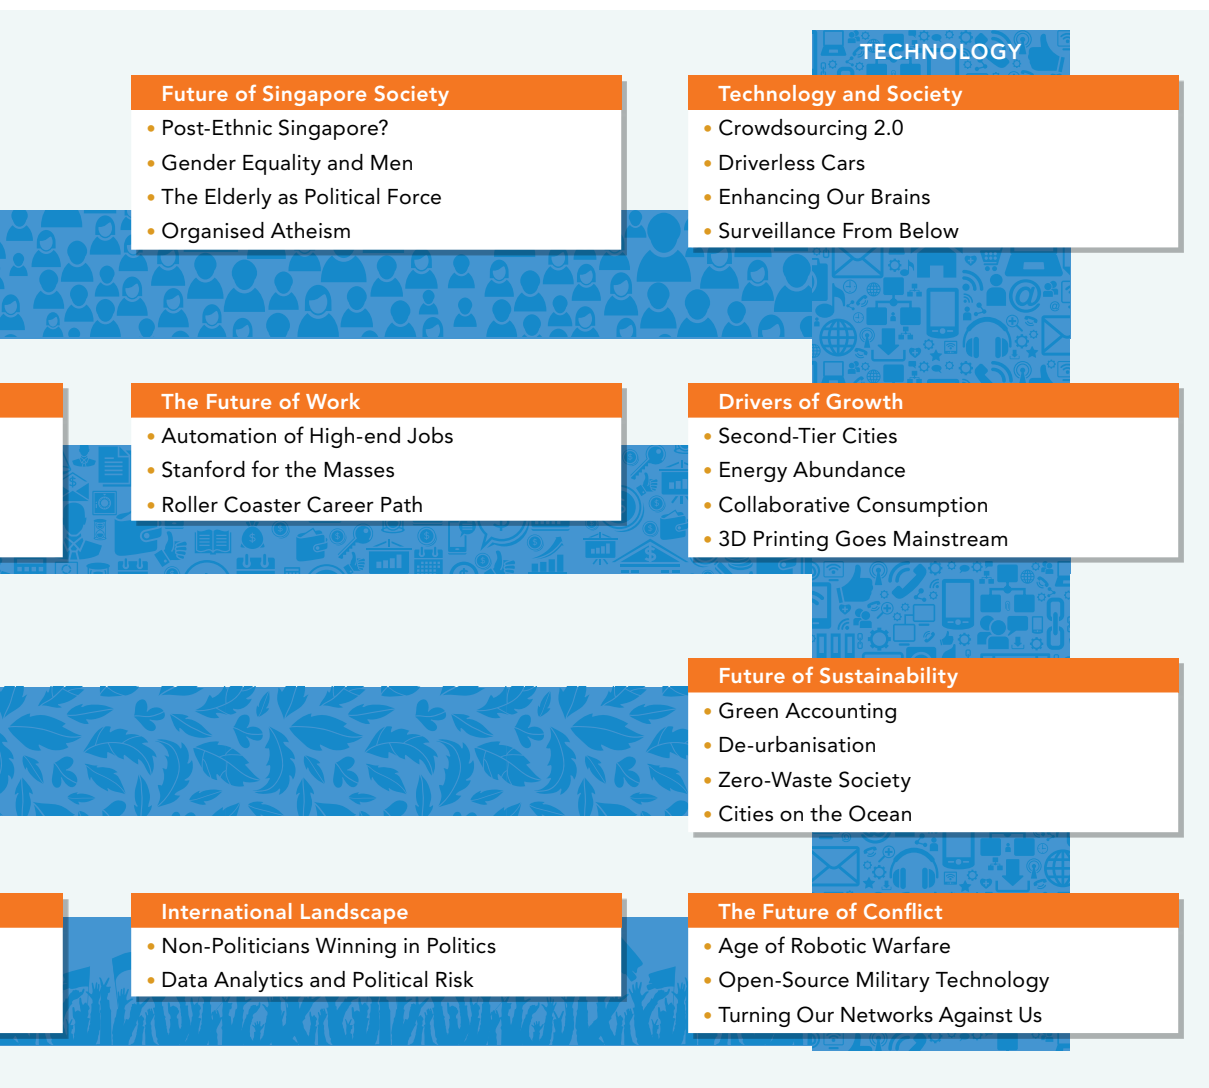 TECHNOLOGY
Future of Singapore Society
• Post-Ethnic Singapore?
• Gender Equality and Men
• The Elderly as Political Force
• Organised Atheism
Technology and Society
• Crowdsourcing 2.0
• Driverless Cars
• Enhancing Our Brains
• Surveillance From Below
The Future of Work
• Automation of High-end Jobs
• Stanford for the Masses
• Roller Coaster Career Path
Drivers of Growth
• Second-Tier Cities
• Energy Abundance
• Collaborative Consumption
• 3D Printing Goes Mainstream
Future of Sustainability
• Green Accounting
• De-urbanisation
• Zero-Waste Society
• Cities on the Ocean
International Landscape
• Non-Politicians Winning in Politics
• Data Analytics and Political Risk
The Future of Conflict
• Age of Robotic Warfare
• Open-Source Military Technology
• Turning Our Networks Against Us